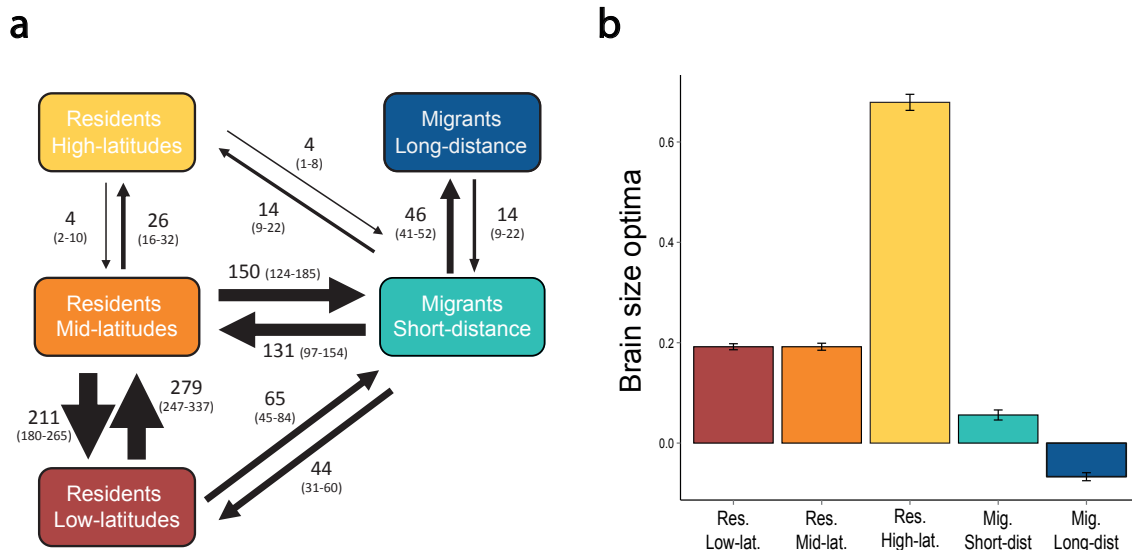 a
Residents
High-latitudes
Migrants
Long-distance
4
(1-8)
14
(9-22)
4
(2-10)
26
(16-32)
46
(41-52)
14
(9-22)
Residents
Mid-latitudes
150 (124-185)
131 (97-154)
Migrants
Short-distance
211
(180-265)
279
(247-337)
65
(45-84)
44
(31-60)
Residents
Low-latitudes
b
Brain size optima
0.6
0.4
0.2
0.0
Res.
Low-lat.
Res.
Mid-lat.
Res.
High-lat.
Mig.
Short-dist
Mig.
Long-dist